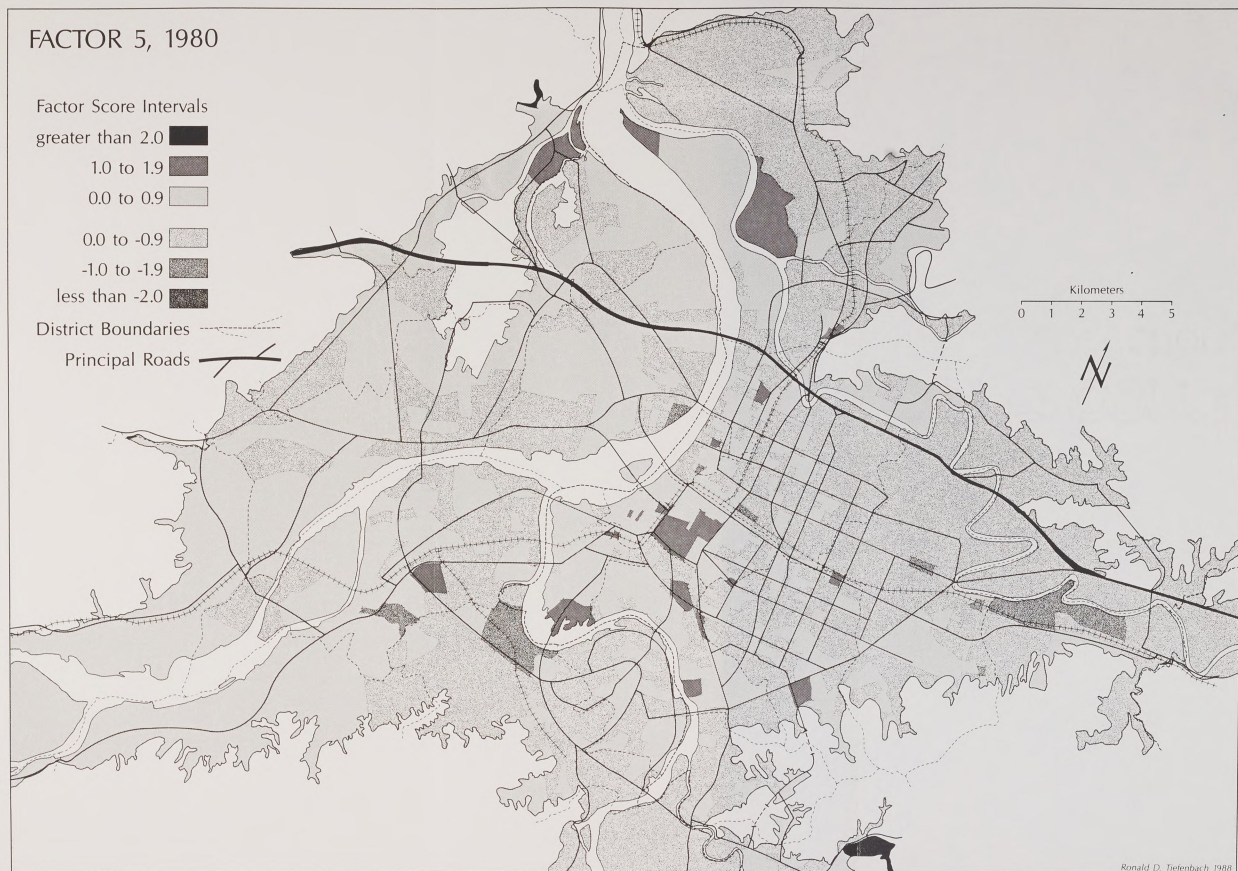 FACTOR 5, 1980
Factor Score Intervals
greater than 2.0
1.0 to 1.9
0.0 to 0.9
0.0 to -0.9
-1.0 to -1.9
less than -2.0
District Boundaries
Principal Roads
Kilometers
0 1 2 3 4 5
N
Ronald D. Tiefenbach 1988